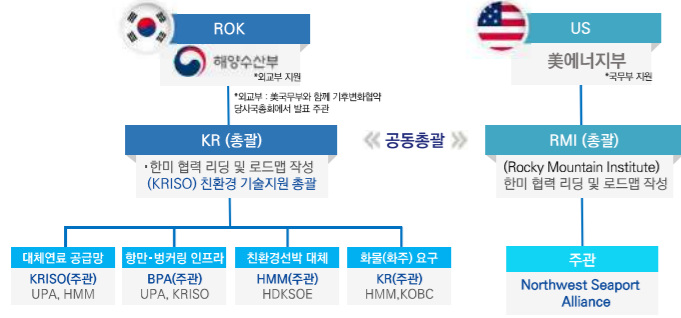 ROK
해양수산부
*외교부 지원
*외교부 : 美국무부와 함께 기후변화협약
당사국총회에서 발표 주관
US
美에너지부
*국무부 지원
KR (총괄)
·한미 협력 리딩 및 로드맵 작성
(KRISO) 친환경 기술지원 총괄
≪ 공동총괄 ≫
RMI (총괄)
(Rocky Mountain Institute)
한미 협력 리딩 및 로드맵 작성
대체연료 공급망
KRISO(주관)
UPA, HMM
항만·벙커링 인프라
BPA(주관)
UPA, KRISO
친환경선박 대체
HMM(주관)
HDKSOE
화물(화주) 요구
KR(주관)
HMM,KOBC
주관
Northwest Seaport
Alliance